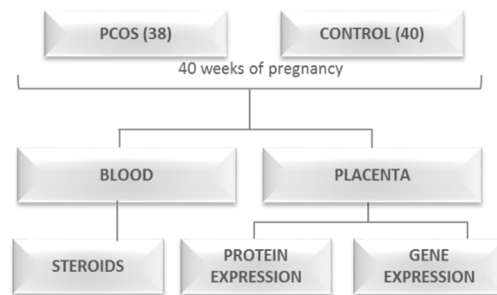 PCOS (38)
CONTROL (40)
40 weeks of pregnancy
BLOOD
PLACENTA
STEROIDS
PROTEIN
EXPRESSION
GENE
EXPRESSION